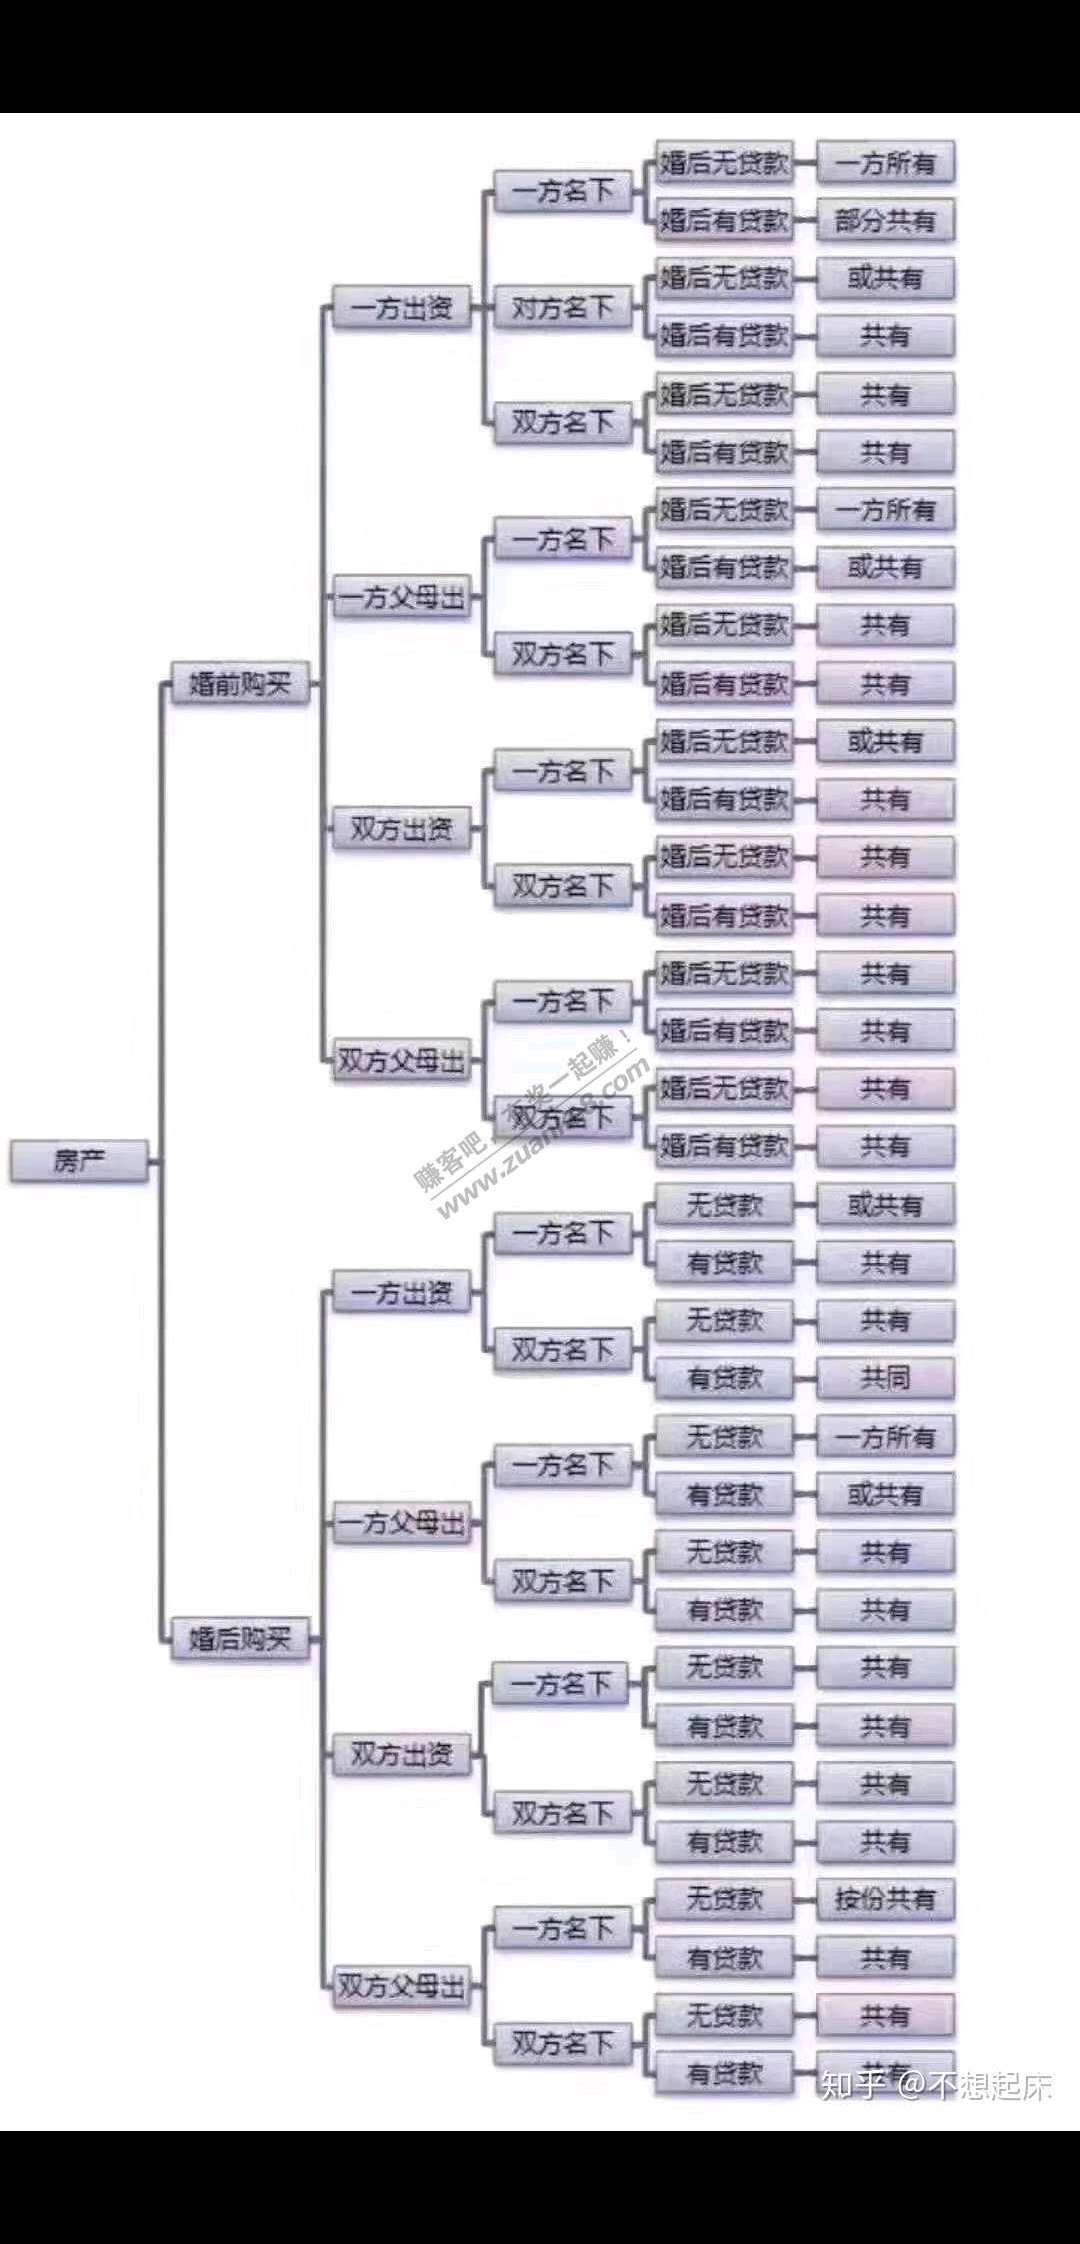 房产
婚前购买
一方出资
一方名下
婚后无贷款
一方所有
婚后有贷款
部分共有
对方名下
婚后无贷款
或共有
婚后有贷款
共有
双方名下
婚后无贷款
共有
婚后有贷款
共有
一方父母出
一方名下
婚后无贷款
一方所有
婚后有贷款
或共有
双方名下
婚后无贷款
共有
婚后有贷款
共有
双方出资
一方名下
婚后无贷款
或共有
婚后有贷款
共有
双方名下
婚后无贷款
共有
婚后有贷款
共有
双方父母出
一方名下
婚后无贷款
共有
婚后有贷款
共有
双方名下
婚后无贷款
共有
婚后有贷款
共有
婚后购买
一方出资
一方名下
无贷款
或共有
有贷款
共有
双方名下
无贷款
共有
有贷款
共同
一方父母出
一方名下
无贷款
一方所有
有贷款
或共有
双方名下
无贷款
共有
有贷款
共有
双方出资
一方名下
无贷款
共有
有贷款
共有
双方名下
无贷款
共有
有贷款
共有
双方父母出
一方名下
无贷款
按份共有
有贷款
共有
双方名下
无贷款
共有
有贷款
共有
赚客吧,有奖一起赚!
www.zuanke8.com
知乎 @不想起床